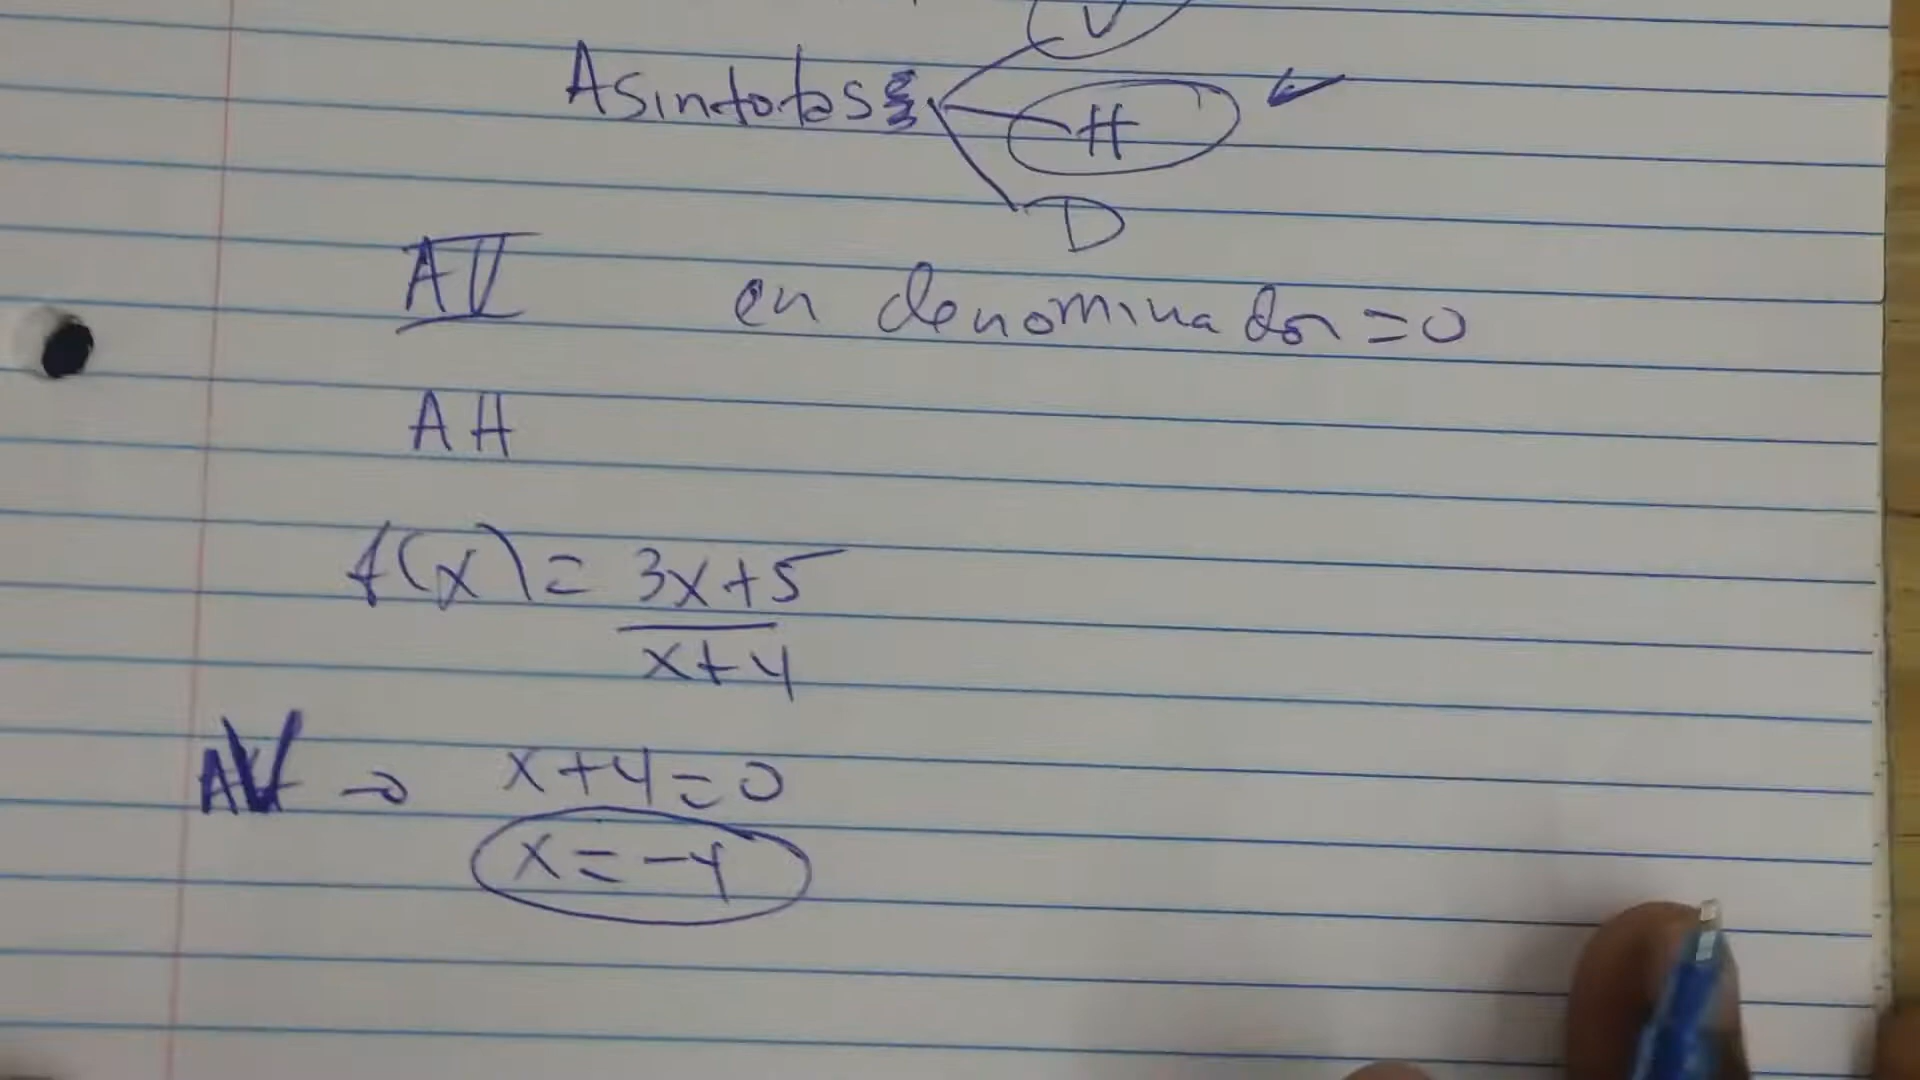 V
Asintotas H
D
AV en denominador = 0
AH
f(x) = 3x+5
x+4
AV → x+4=0
x = -4